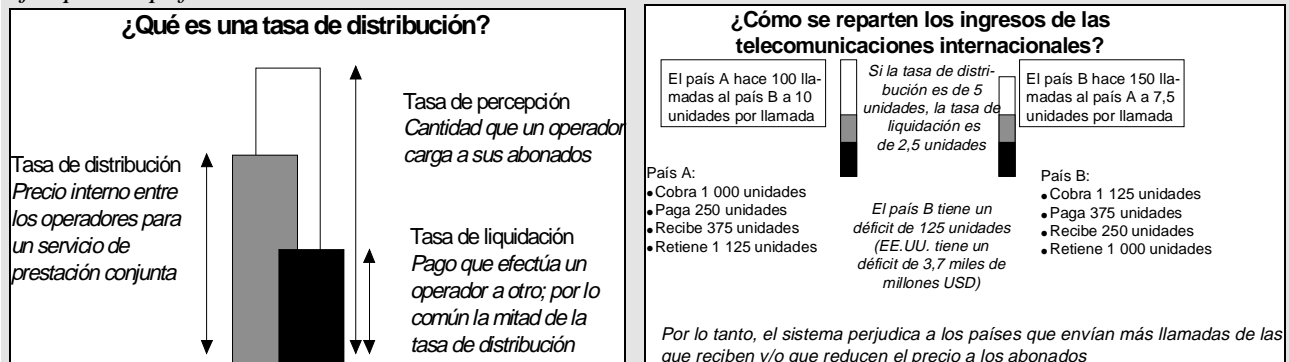 ¿Qué es una tasa de distribución?
Tasa de distribución
Precio interno entre
los operadores para
un servicio de
prestación conjunta
Tasa de percepción
Cantidad que un operador
carga a sus abonados
Tasa de liquidación
Pago que efectúa un
operador a otro; por lo
común la mitad de la
tasa de distribución
¿Cómo se reparten los ingresos de las
telecomunicaciones internacionales?
El país A hace 100 lla-
madas al país B a 10
unidades por llamada
Si la tasa de distri-
bución es de 5
unidades, la tasa de
liquidación es
de 2,5 unidades
El país B hace 150 lla-
madas al país A a 7,5
unidades por llamada
País A:
● Cobra 1 000 unidades
● Paga 250 unidades
● Recibe 375 unidades
● Retiene 1 125 unidades
El país B tiene un
déficit de 125 unidades
(EE.UU. tiene un
déficit de 3,7 miles de
millones USD)
País B:
● Cobra 1 125 unidades
● Paga 375 unidades
● Recibe 250 unidades
● Retiene 1 000 unidades
Por lo tanto, el sistema perjudica a los países que envían más llamadas de las
que reciben y/o que reducen el precio a los abonados